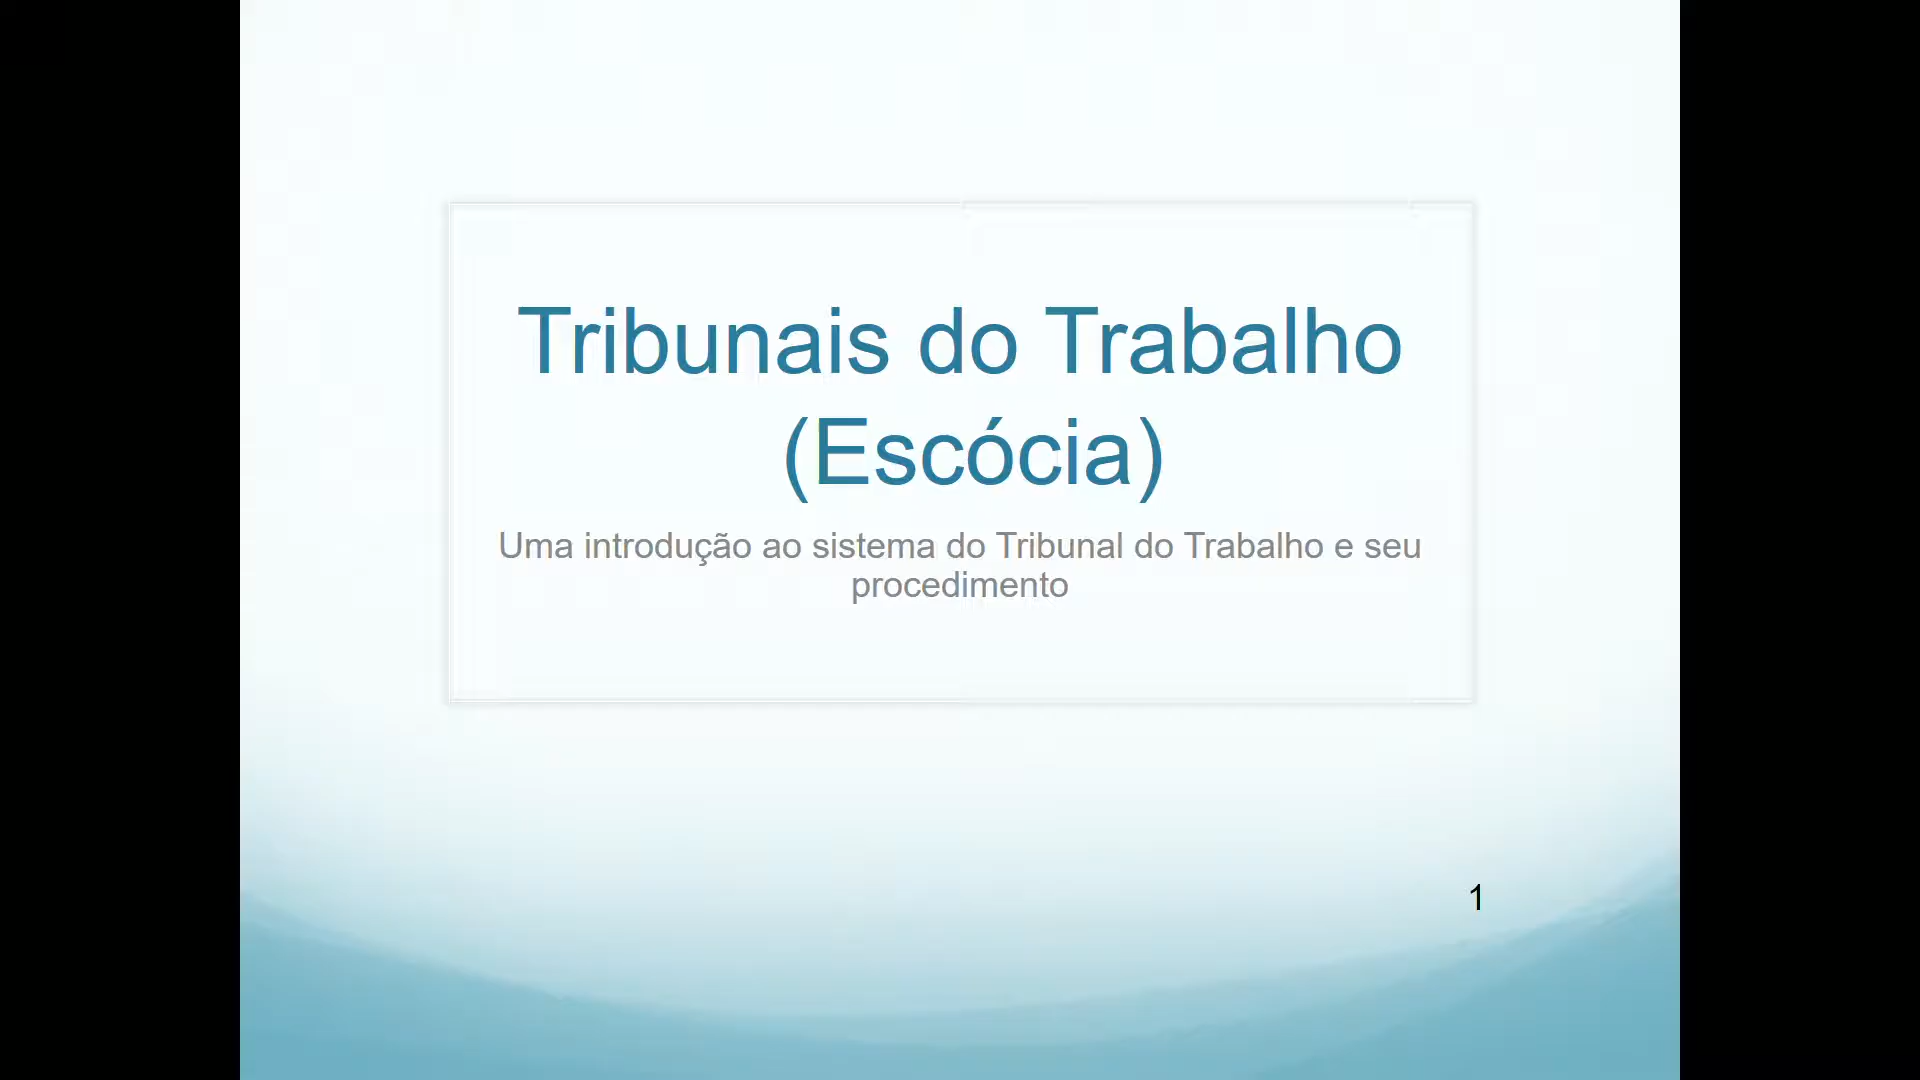 Tribunais do Trabalho
(Escócia)
Uma introdução ao sistema do Tribunal do Trabalho e seu
procedimento
1